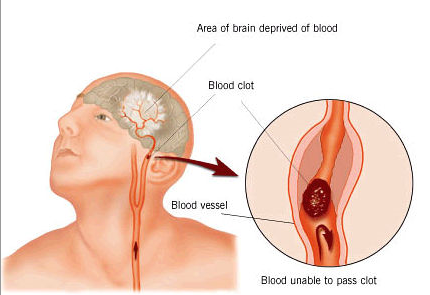 Area of brain deprived of blood
Blood clot
Blood vessel
Blood unable to pass clot